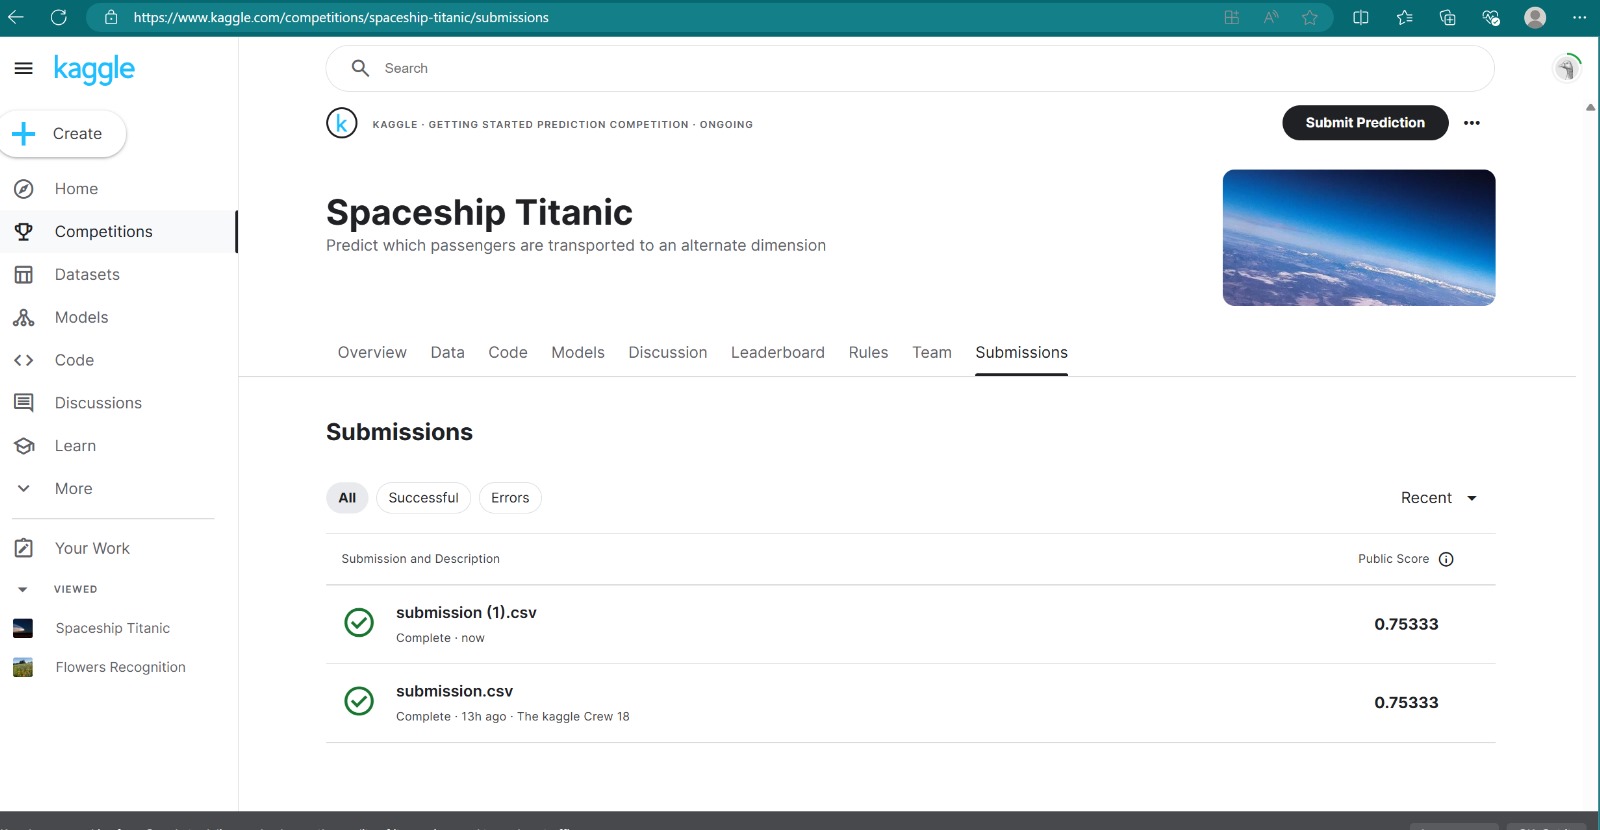 https://www.kaggle.com/competitions/spaceship-titanic/submissions
kaggle
Search
Create
k
KAGGLE · GETTING STARTED PREDICTION COMPETITION · ONGOING
Submit Prediction
Home
Competitions
Datasets
Models
Code
Discussions
Learn
More
Your Work
VIEWED
Spaceship Titanic
Flowers Recognition
Spaceship Titanic
Predict which passengers are transported to an alternate dimension
Overview Data Code Models Discussion Leaderboard Rules Team Submissions
Submissions
All Successful Errors Recent
Submission and Description Public Score
submission (1).csv
Complete · now
0.75333
submission.csv
Complete · 13h ago · The kaggle Crew 18
0.75333